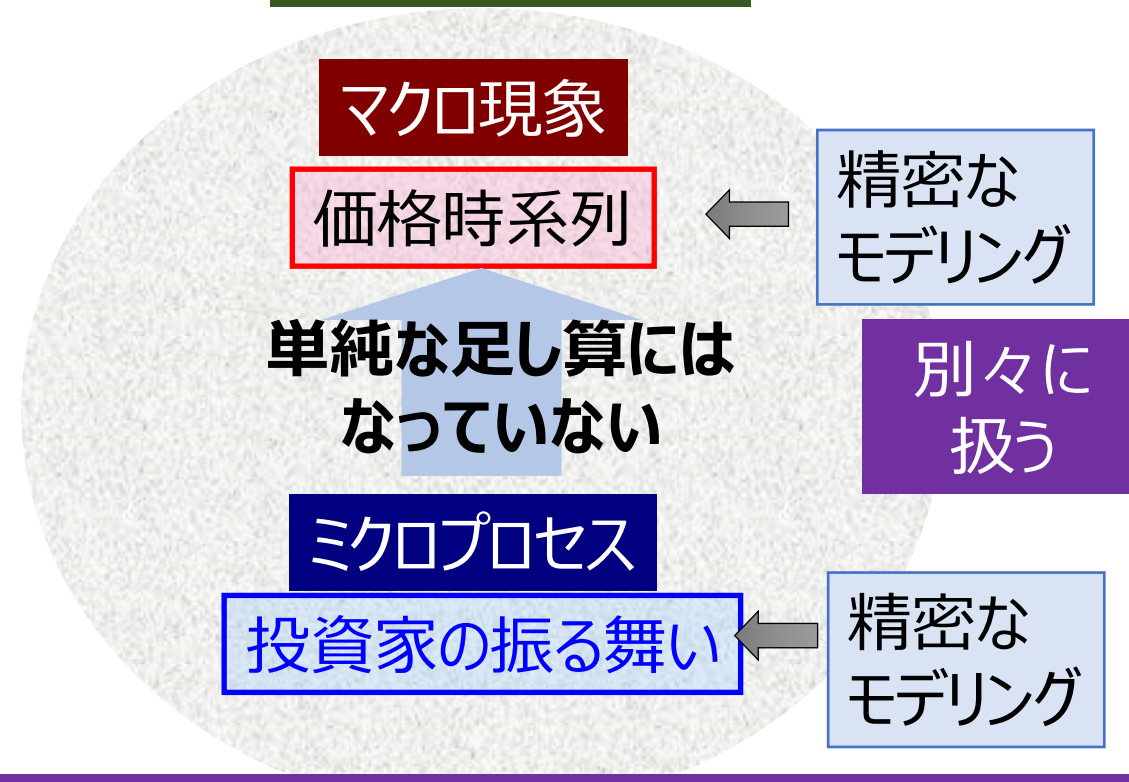 マクロ現象
価格時系列
精密な
モデリング
単純な足し算には
なっていない
別々に
扱う
ミクロプロセス
投資家の振る舞い
精密な
モデリング